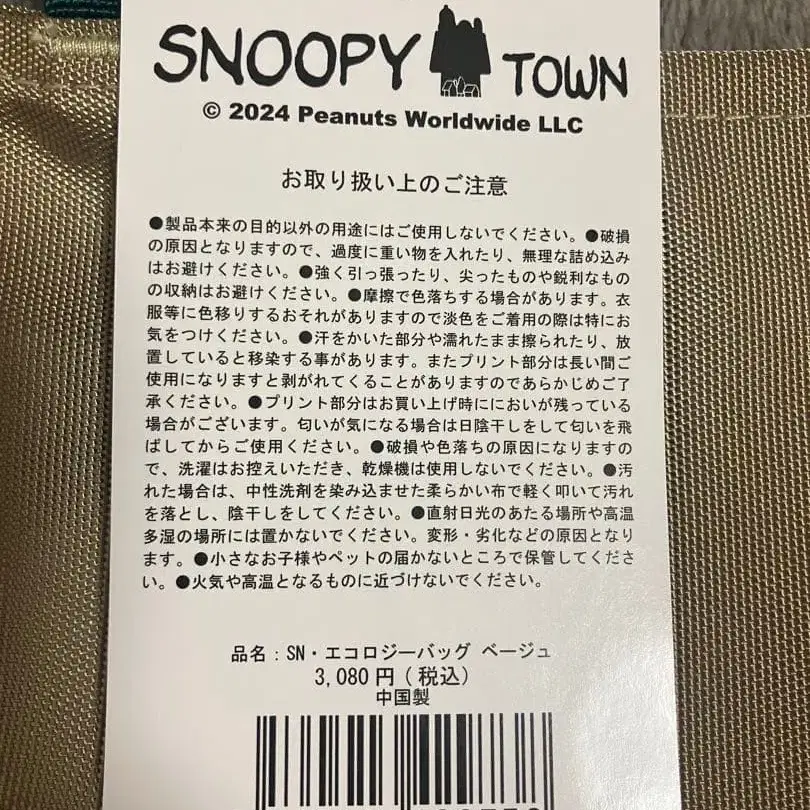 SNOOPY TOWN
© 2024 Peanuts Worldwide LLC
お取り扱い上のご注意
●製品本来の目的以外の用途にはご使用しないでください。●破損
の原因となりますので、過度に重い物を入れたり、無理な詰め込み
はお避けください。●強く引っ張ったり、尖ったものや鋭利なもの
の収納はお避けください。●摩擦で色落ちする場合があります。衣
服等に色移りするおそれがありますので淡色をご着用の際は特にお
気をつけください。●汗をかいた部分や濡れたまま擦られたり、放
置していると移染する事があります。またプリント部分は長い間ご
使用になりますと剥がれてくることがありますのであらかじめご了
承ください。●プリント部分はお買い上げ時ににおいが残っている
場合がございます。匂いが気になる場合は日陰干しをして匂いを飛
ばしてからご使用ください。●破損や色落ちの原因になりますの
で、洗濯はお控えいただき、乾燥機は使用しないでください。●汚
れた場合は、中性洗剤を染み込ませた柔らかい布で軽く叩いて汚れ
を落とし、陰干しをしてください。●直射日光のあたる場所や高温
多湿の場所には置かないでください。変形・劣化などの原因となり
ます。●小さなお子様やペットの届かないところで保管してくださ
い。●火気や高温となるものに近づけないでください。
品名：SN・エコロジーバッグ ベージュ
3,080円（税込）
中国製